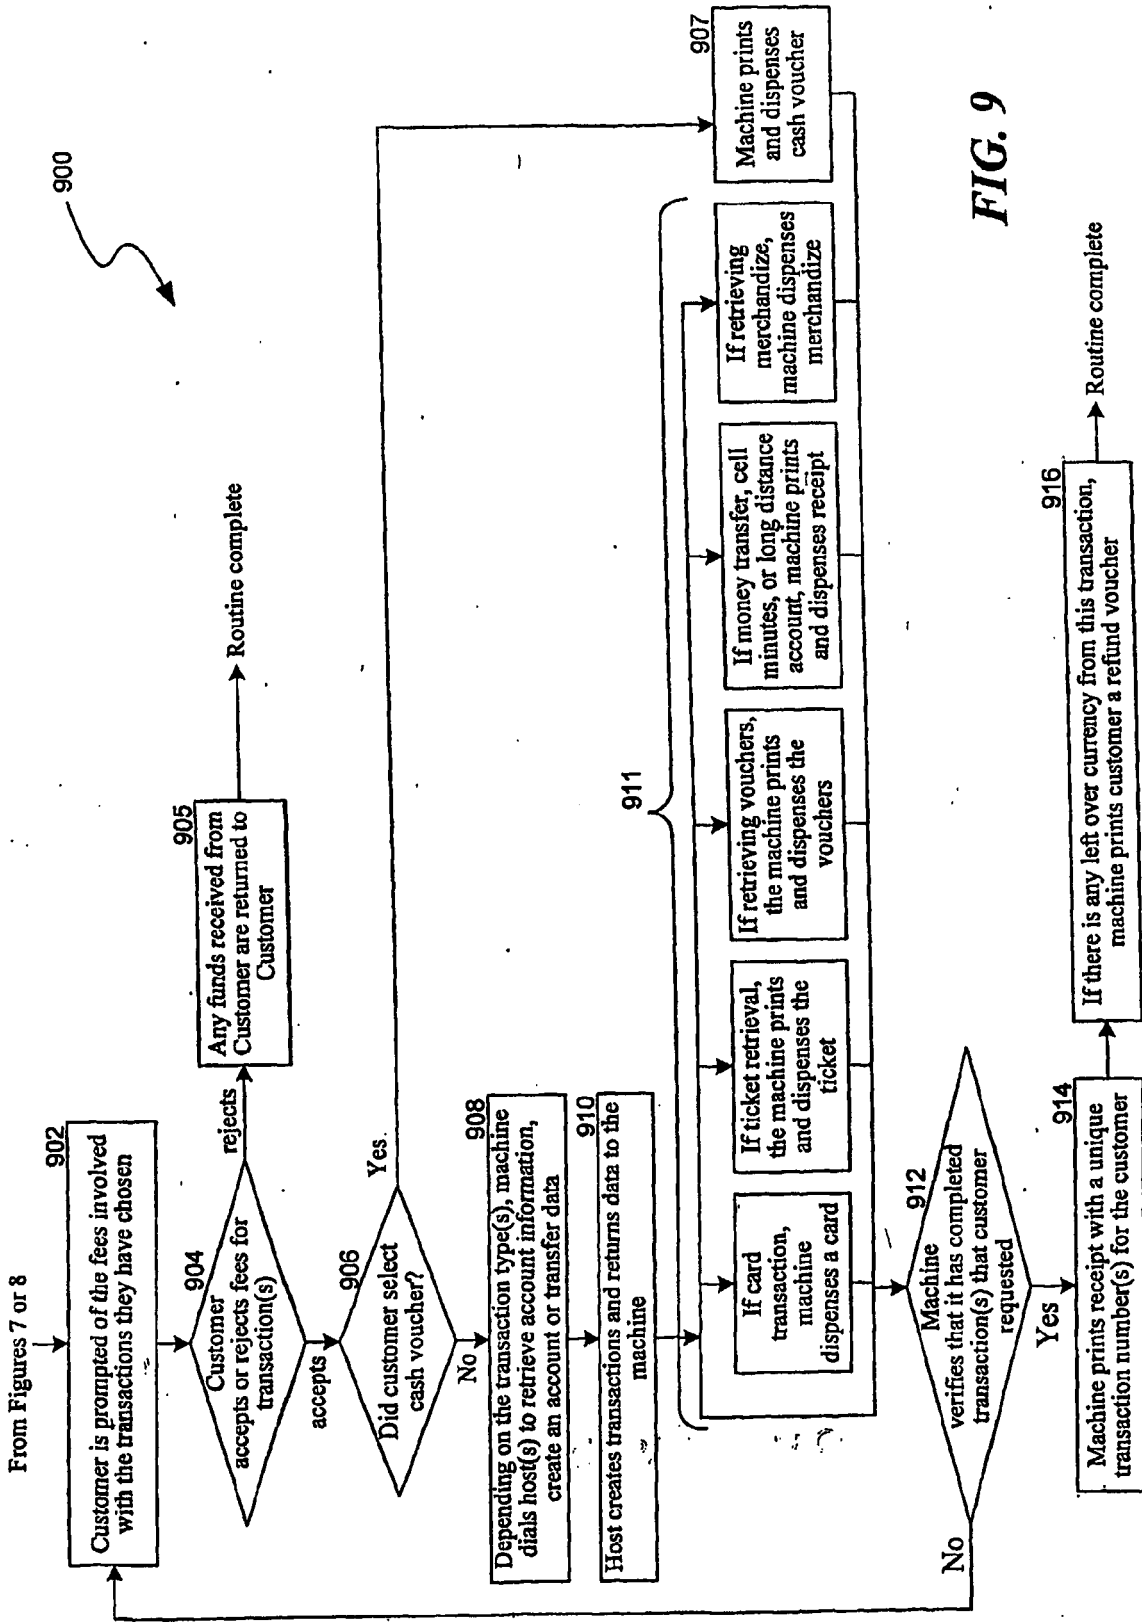 From Figures 7 or 8
900
902
Customer is prompted of the fees involved
with the transactions they have chosen
904
Customer
accepts or rejects fees for
transaction(s)
rejects
905
Any funds received from
Customer are returned to
Customer
Routine complete
accepts
906
Did customer select
cash voucher?
Yes
No
908
Depending on the transaction type(s), machine
dials host(s) to retrieve account information,
create an account or transfer data
910
Host creates transactions and returns data to the
machine
911
If card
transaction,
machine
dispenses a card
If ticket retrieval,
the machine prints
and dispenses the
ticket
If retrieving vouchers,
the machine prints
and dispenses the
vouchers
If money transfer, cell
minutes, or long distance
account, machine prints
and dispenses receipt
If retrieving
merchandize,
machine dispenses
merchandize
907
Machine prints
and dispenses
cash voucher
912
Machine
verifies that it has completed
transaction(s) that customer
requested
No
Yes
914
Machine prints receipt with a unique
transaction number(s) for the customer
916
If there is any left over currency from this transaction,
machine prints customer a refund voucher
Routine complete
FIG. 9